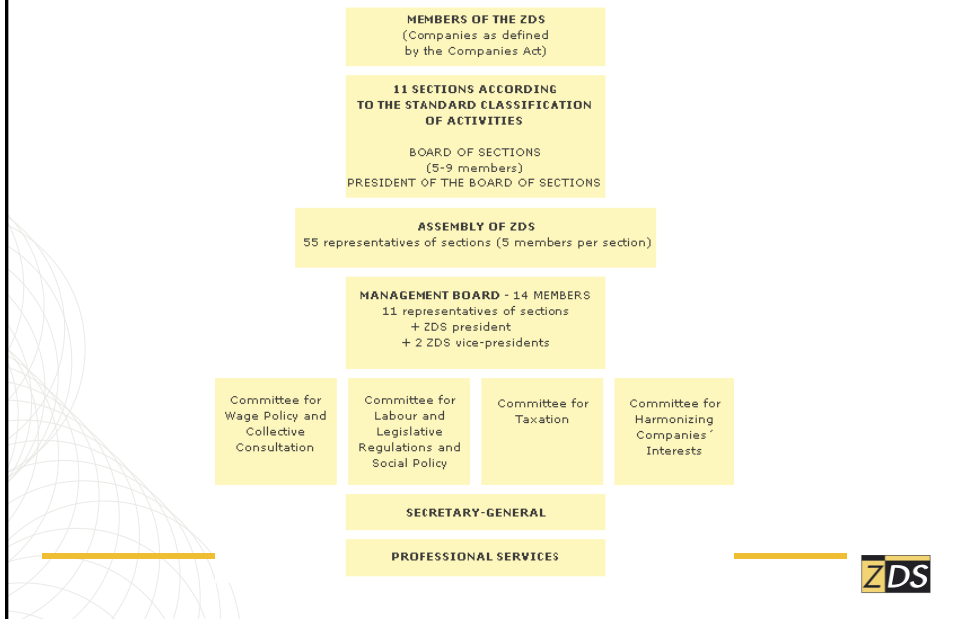 MEMBERS OF THE ZDS
(Companies as defined
by the Companies Act)
11 SECTIONS ACCORDING
TO THE STANDARD CLASSIFICATION
OF ACTIVITIES
BOARD OF SECTIONS
(5-9 members)
PRESIDENT OF THE BOARD OF SECTIONS
ASSEMBLY OF ZDS
55 representatives of sections (5 members per section)
MANAGEMENT BOARD - 14 MEMBERS
11 representatives of sections
+ ZDS president
+ 2 ZDS vice-presidents
Committee for
Wage Policy and
Collective
Consultation
Committee for
Labour and
Legislative
Regulations and
Social Policy
Committee for
Taxation
Committee for
Harmonizing
Companies´
Interests
SECRETARY-GENERAL
PROFESSIONAL SERVICES
ZDS